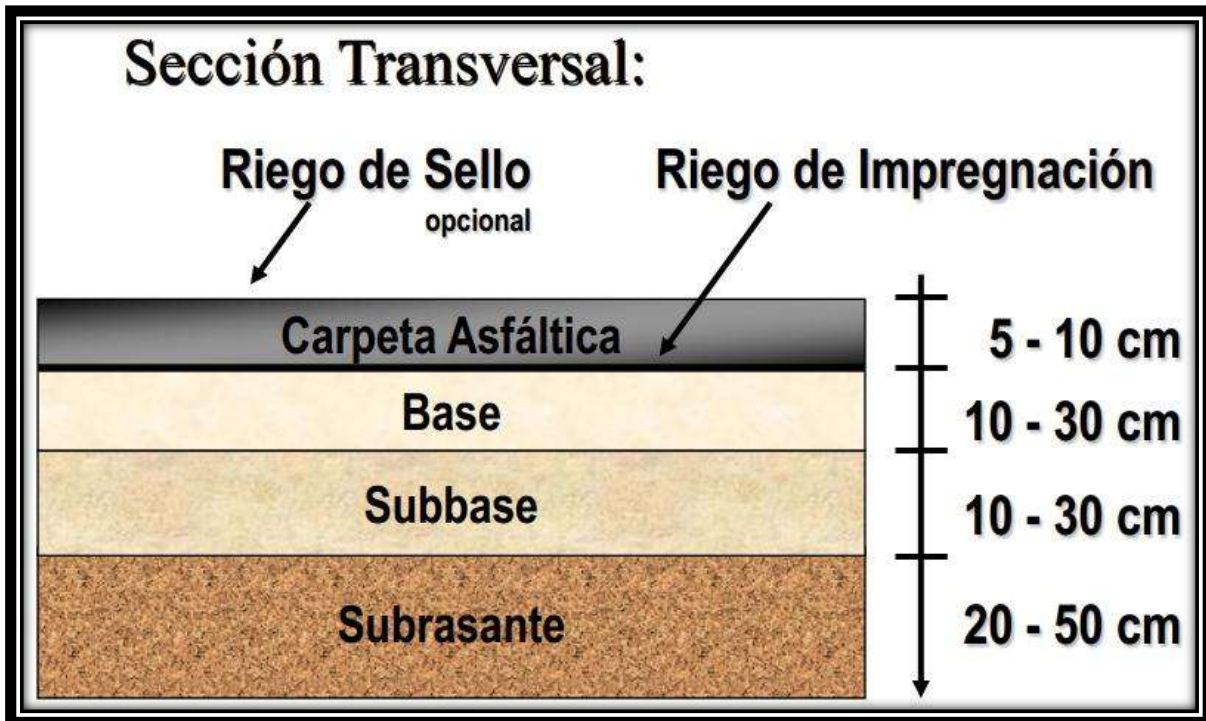 Sección Transversal:
Riego de Sello
opcional
Riego de Impregnación
Carpeta Asfáltica
5 - 10 cm
Base
10 - 30 cm
Subbase
10 - 30 cm
Subrasante
20 - 50 cm